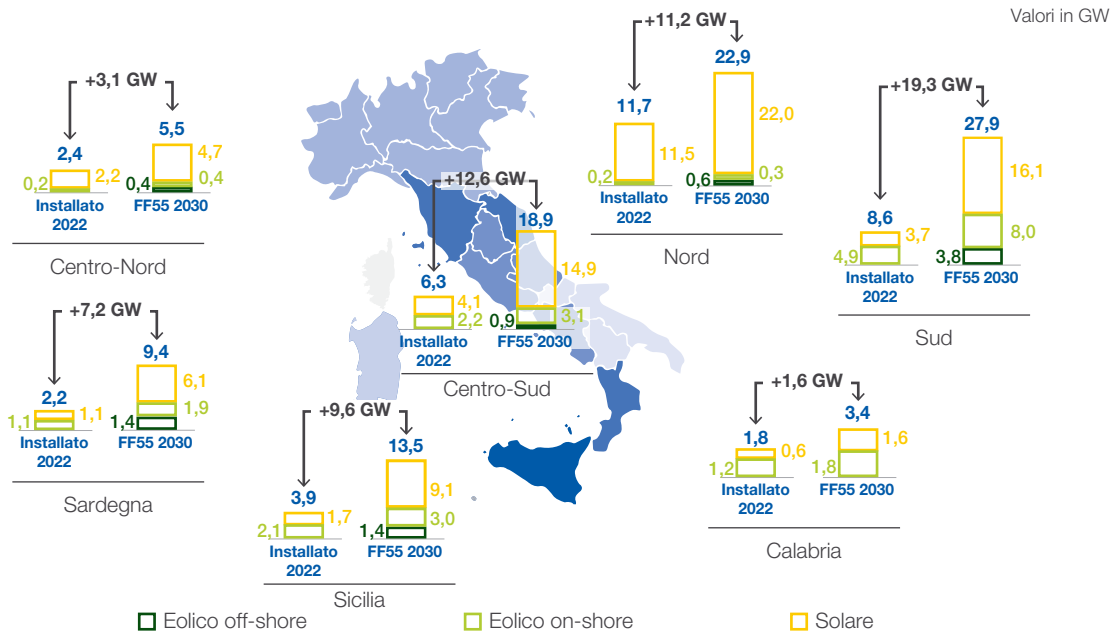 Valori in GW
+3,1 GW
2,4
5,5
0,2
2,2
0,4
4,7
0,4
Installato
2022
FF55 2030
Centro-Nord
+11,2 GW
11,7
22,9
0,2
11,5
0,6
22,0
0,3
Installato
2022
FF55 2030
Nord
+19,3 GW
8,6
27,9
4,9
3,7
3,8
16,1
8,0
Installato
2022
FF55 2030
Sud
+12,6 GW
6,3
18,9
4,1
2,2
0,9
14,9
3,1
Installato
2022
FF55 2030
Centro-Sud
+7,2 GW
2,2
9,4
1,1
1,1
1,4
6,1
1,9
Installato
2022
FF55 2030
Sardegna
+9,6 GW
3,9
13,5
2,1
1,7
1,4
9,1
3,0
Installato
2022
FF55 2030
Sicilia
+1,6 GW
1,8
3,4
1,2
0,6
1,8
1,6
Installato
2022
FF55 2030
Calabria
Eolico off-shore
Eolico on-shore
Solare